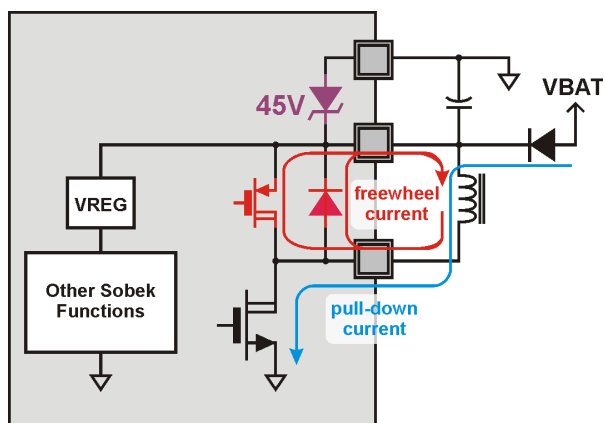 VBAT
45V
VREG
freewheel
current
Other Sobek
Functions
pull-down
current